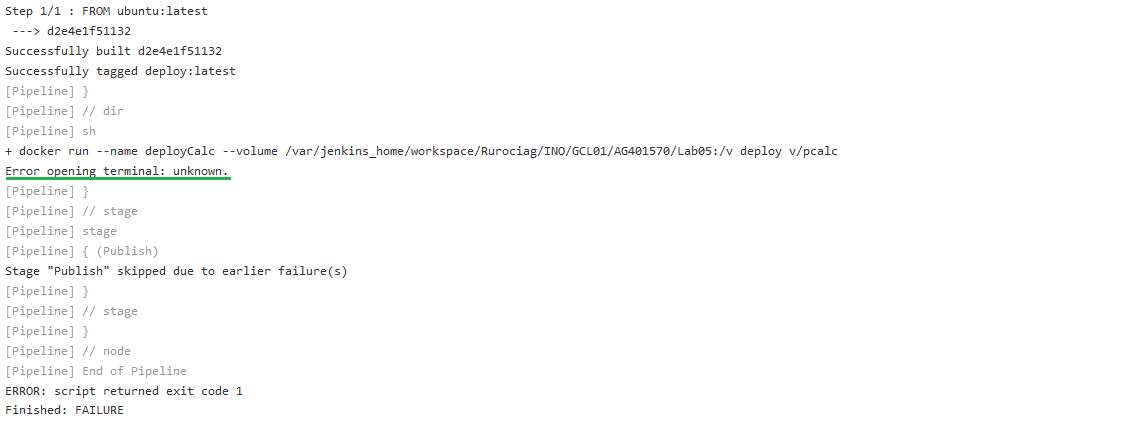 Step 1/1 : FROM ubuntu:latest
---> d2e4e1f51132
Successfully built d2e4e1f51132
Successfully tagged deploy:latest
[Pipeline] }
[Pipeline] // dir
[Pipeline] sh
+ docker run --name deployCalc --volume /var/jenkins_home/workspace/Rurociag/INO/GCL01/AG401570/Lab05:/v deploy v/pcalc
Error opening terminal: unknown.
[Pipeline] }
[Pipeline] // stage
[Pipeline] stage
[Pipeline] { (Publish)
Stage "Publish" skipped due to earlier failure(s)
[Pipeline] }
[Pipeline] // stage
[Pipeline] }
[Pipeline] // node
[Pipeline] End of Pipeline
ERROR: script returned exit code 1
Finished: FAILURE